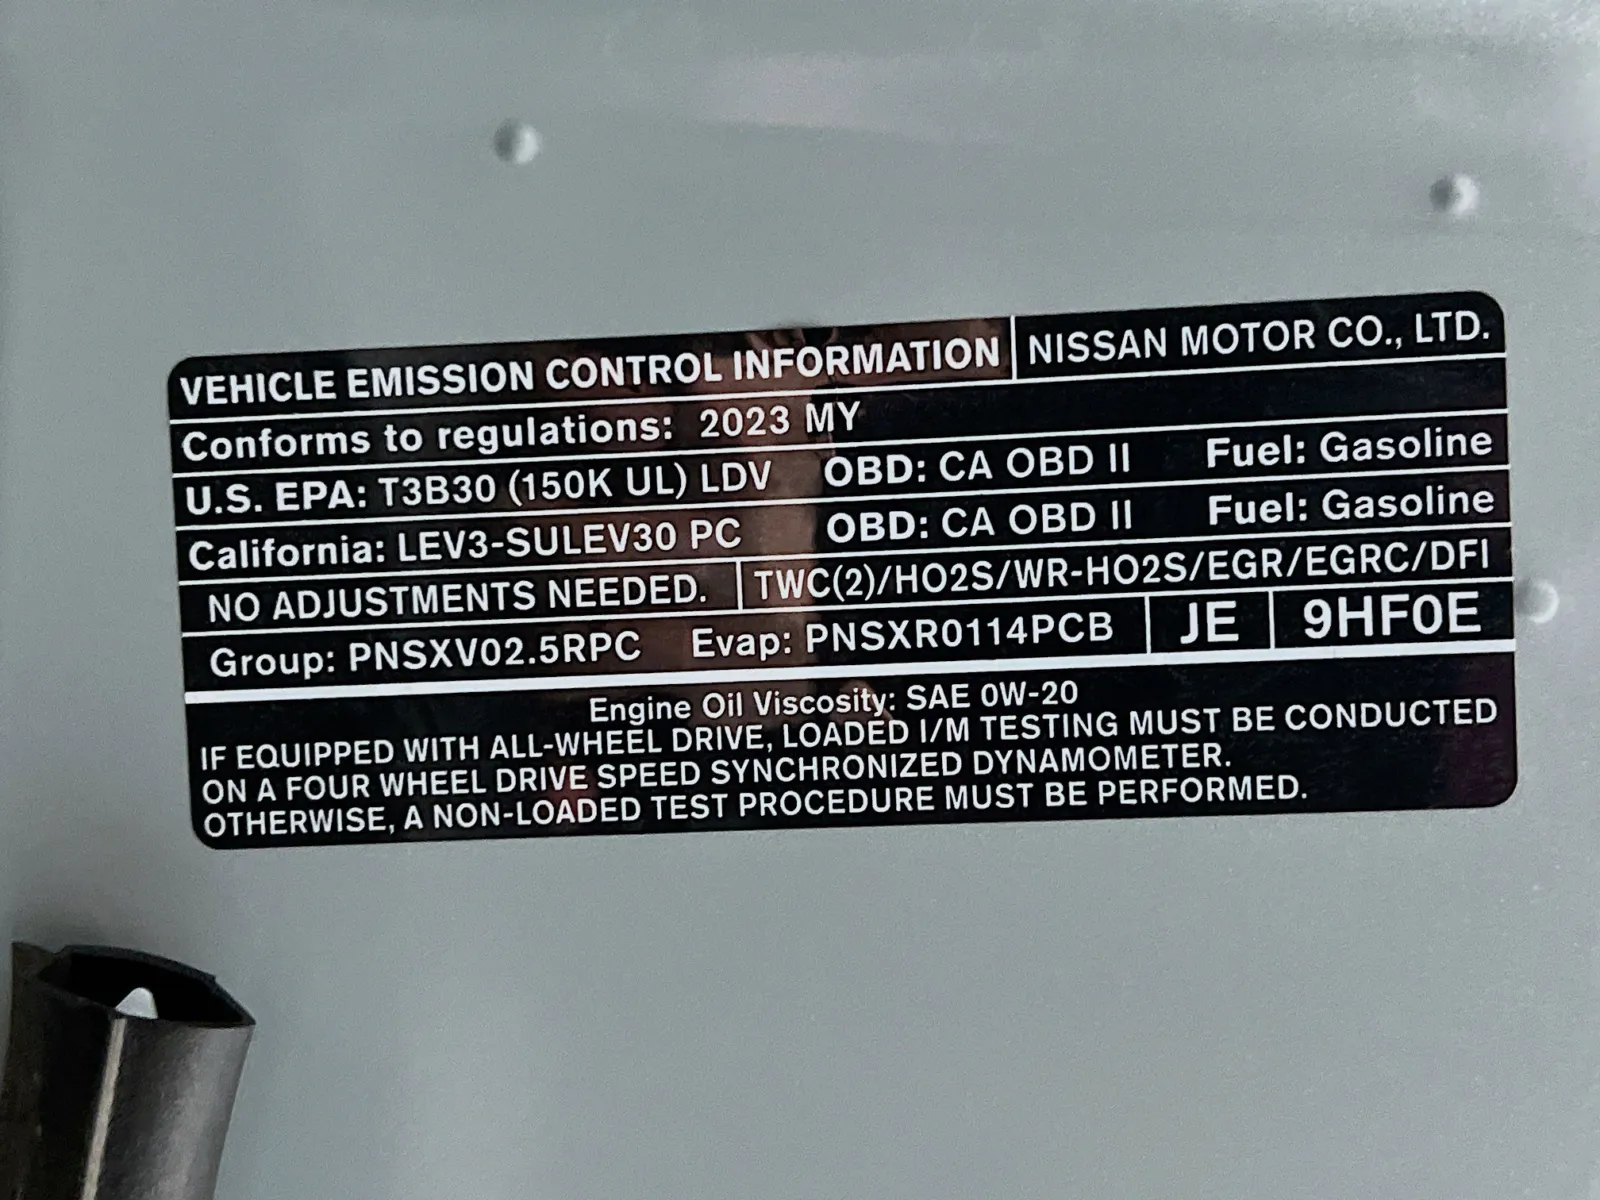 VEHICLE EMISSION CONTROL INFORMATION NISSAN MOTOR CO., LTD.
Conforms to regulations: 2023 MY
U.S. EPA: T3B30 (150K UL) LDV OBD: CA OBD II Fuel: Gasoline
California: LEV3-SULEV30 PC OBD: CA OBD II Fuel: Gasoline
NO ADJUSTMENTS NEEDED. TWC(2)/HO2S/WR-HO2S/EGR/EGRC/DFI
Group: PNSXV02.5RPC Evap: PNSXR0114PCB JE 9HF0E
Engine Oil Viscosity: SAE 0W-20
IF EQUIPPED WITH ALL-WHEEL DRIVE, LOADED I/M TESTING MUST BE CONDUCTED
ON A FOUR WHEEL DRIVE SPEED SYNCHRONIZED DYNAMOMETER.
OTHERWISE, A NON-LOADED TEST PROCEDURE MUST BE PERFORMED.